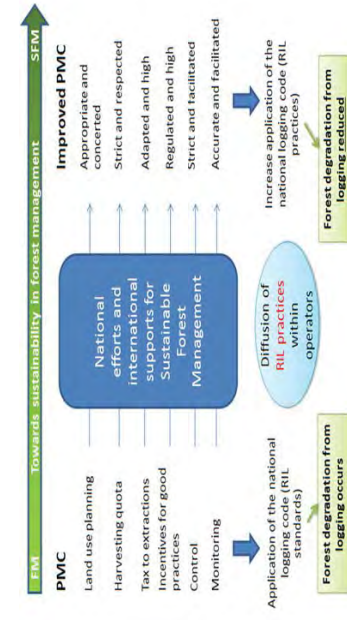 FM Towards sustainability in forest management SFM
PMC
Land use planning
Harvesting quota
Tax to extractions
Incentives for good
practices
Control
Monitoring
Application of the national
logging code (RIL
standards)
Forest degradation from
logging occurs
National
efforts and
international
supports for
Sustainable
Forest
Management
Diffusion of
RIL practices
within
operators
Improved PMC
Appropriate and
concerted
Strict and respected
Adapted and high
Regulated and high
Strict and facilitated
Accurate and facilitated
Increase application of the
national logging code (RIL
practices)
Forest degradation from
logging reduced